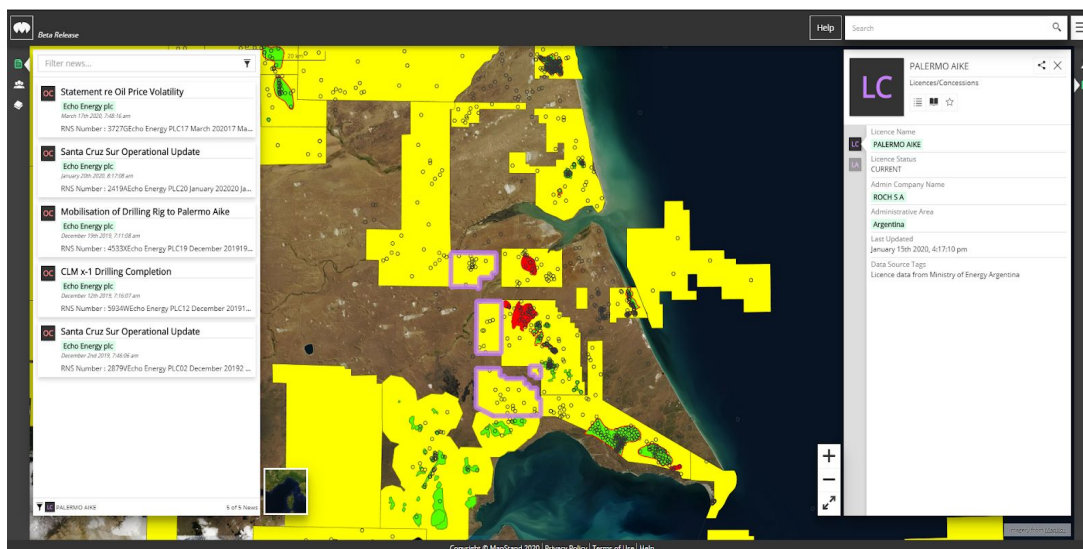 Beta Release
Help
Search
Filter news...
20 km
OC Statement re Oil Price Volatility
Echo Energy plc
March 17th 2020, 7:48:16 am
RNS Number : 3727GEcho Energy PLC17 March 202017 Ma...
OC Santa Cruz Sur Operational Update
Echo Energy plc
January 20th 2020, 8:17:08 am
RNS Number : 2419AEcho Energy PLC20 January 202020 Ja...
OC Mobilisation of Drilling Rig to Palermo Aike
Echo Energy plc
December 19th 2019, 7:11:08 am
RNS Number : 4533XEcho Energy PLC19 December 201919...
OC CLM x-1 Drilling Completion
Echo Energy plc
December 12th 2019, 7:16:07 am
RNS Number : 5934WEcho Energy PLC12 December 20191...
OC Santa Cruz Sur Operational Update
Echo Energy plc
December 2nd 2019, 7:46:06 am
RNS Number : 2879VEcho Energy PLC02 December 20192 ...
LC PALERMO AIKE
5 of 5 News
LC
PALERMO AIKE
Licences/Concessions
LC
LA
Licence Name
PALERMO AIKE
Licence Status
CURRENT
Admin Company Name
ROCH S A
Administrative Area
Argentina
Last Updated
January 15th 2020, 4:17:10 pm
Data Source Tags
Licence data from Ministry of Energy Argentina
Imagery from
Copyright © MapStand 2020 | Privacy Policy | Terms of Use | Help